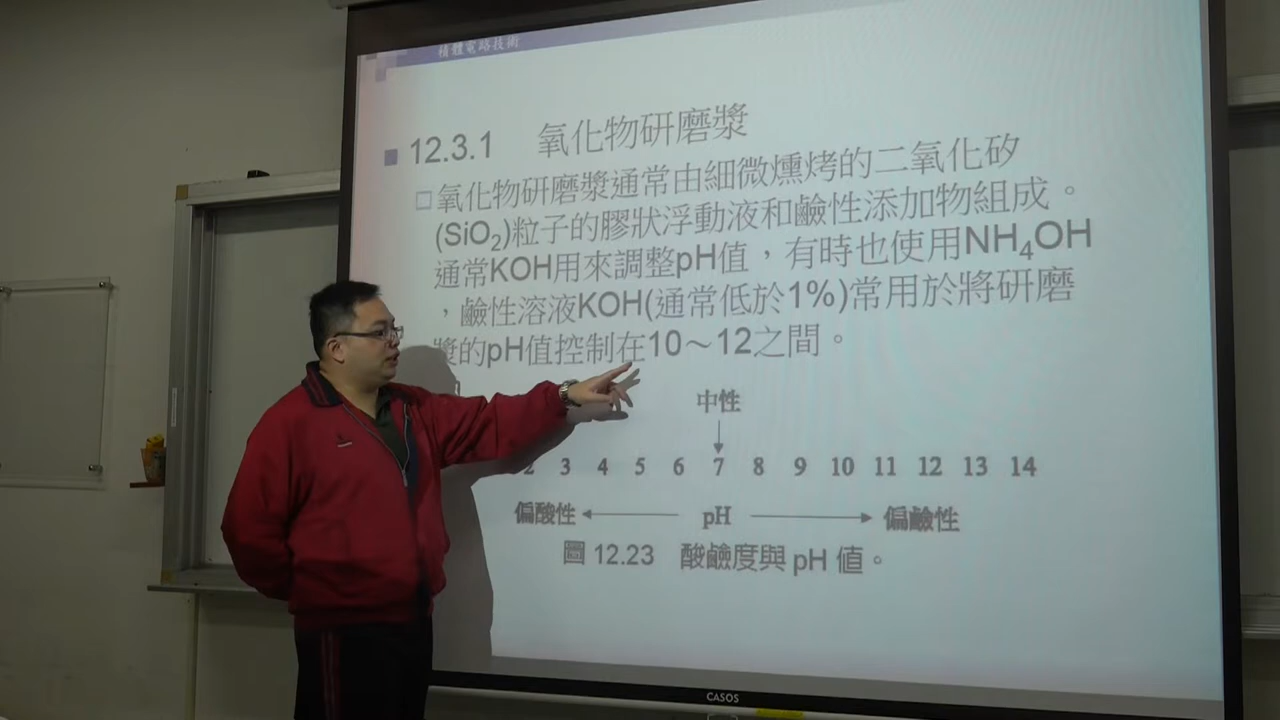 積體電路技術
12.3.1 氧化物研磨漿
氧化物研磨漿通常由細微燻烤的二氧化矽
(SiO₂)粒子的膠狀浮動液和鹼性添加物組成。
通常KOH用來調整pH值,有時也使用NH₄OH
,鹼性溶液KOH(通常低於1%)常用於將研磨
漿的pH值控制在10～12之間。
中性
2 3 4 5 6 7 8 9 10 11 12 13 14
偏酸性 pH 偏鹼性
圖 12.23 酸鹼度與 pH 值。
CASOS